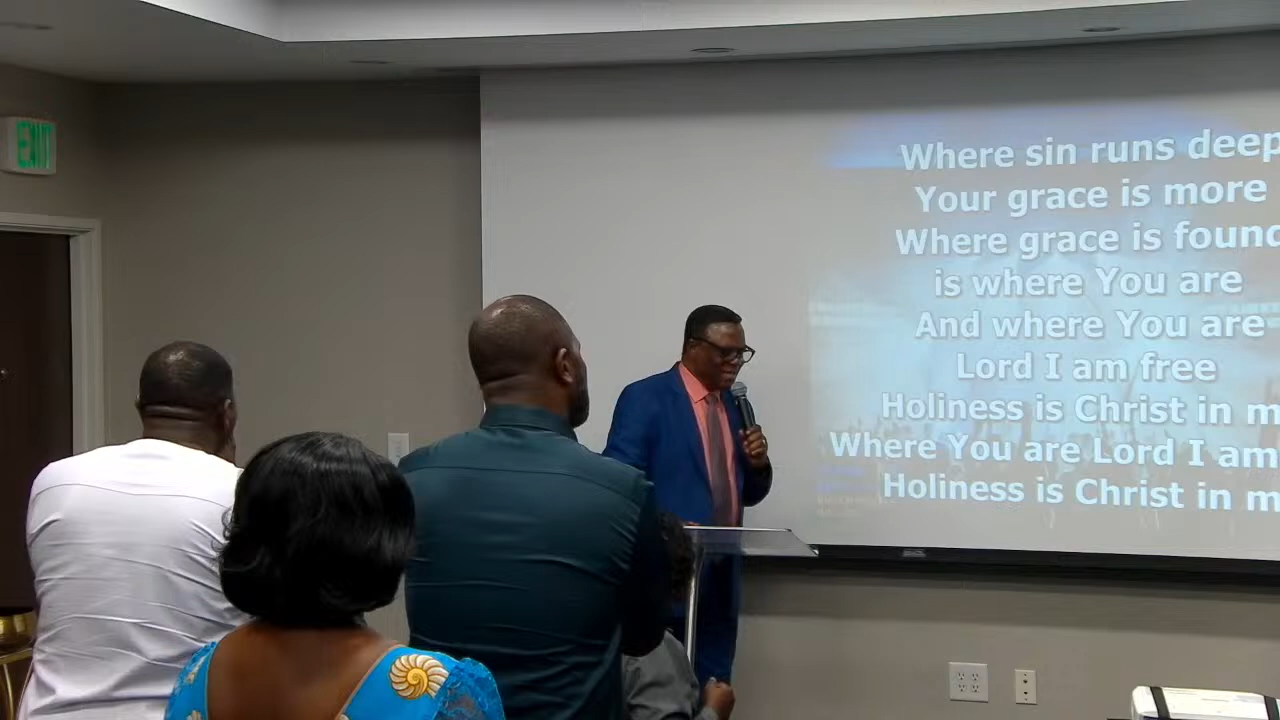 EXIT
Where sin runs deep
Your grace is more
Where grace is found
is where You are
And where You are
Lord I am free
Holiness is Christ in m
Where You are Lord I am
Holiness is Christ in m